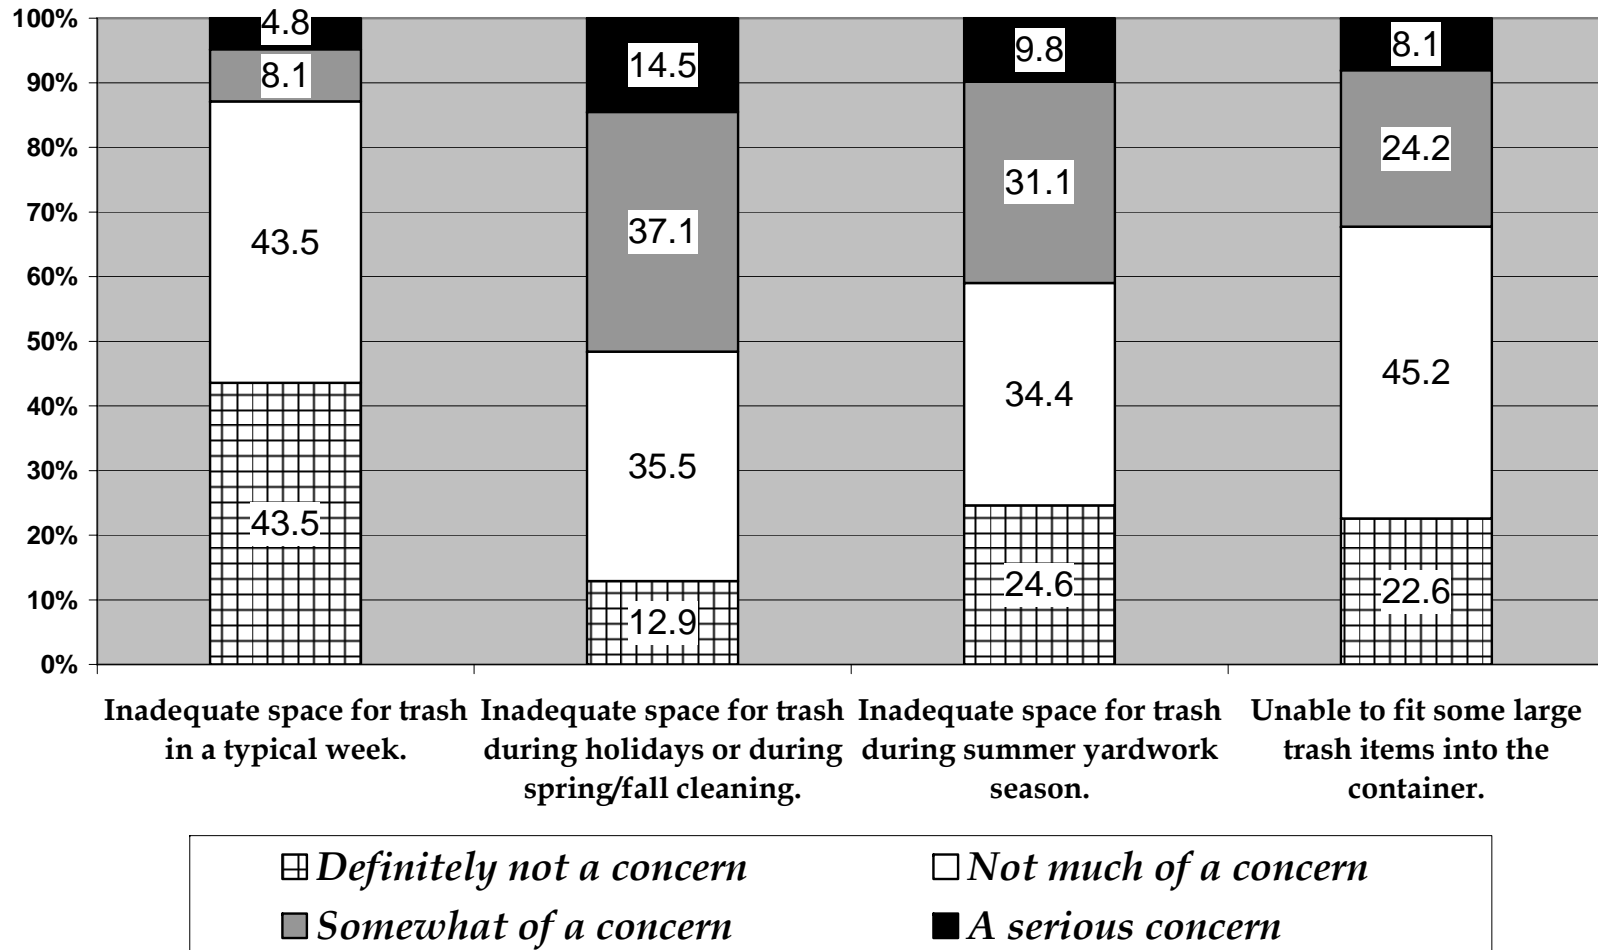 100%
90%
80%
70%
60%
50%
40%
30%
20%
10%
0%
4.8
8.1
43.5
43.5
14.5
37.1
35.5
12.9
9.8
31.1
34.4
24.6
8.1
24.2
45.2
22.6
Inadequate space for trash
in a typical week.
Inadequate space for trash
during holidays or during
spring/fall cleaning.
Inadequate space for trash
during summer yardwork
season.
Unable to fit some large
trash items into the
container.
Definitely not a concern
Not much of a concern
Somewhat of a concern
A serious concern